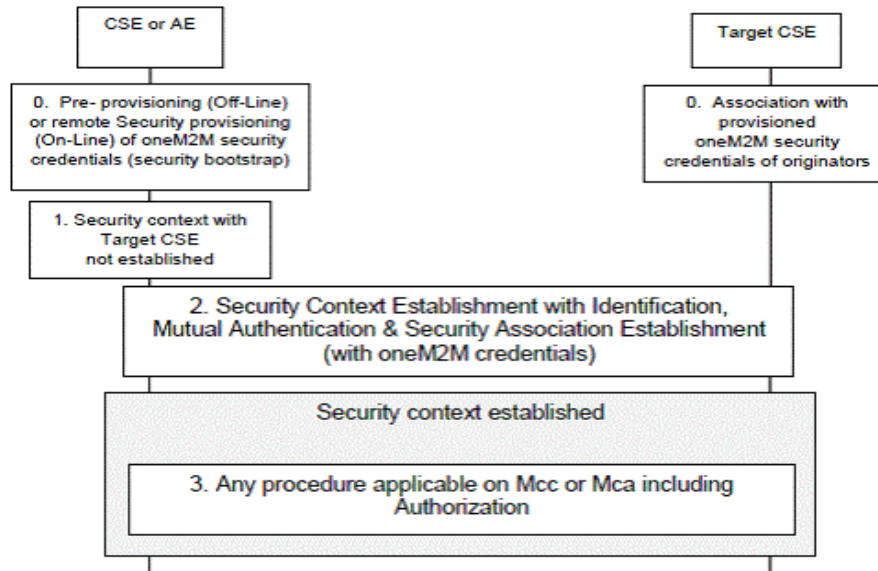 CSE or AE
Target CSE
0. Pre- provisioning (Off-Line)
or remote Security provisioning
(On-Line) of oneM2M security
credentials (security bootstrap)
0. Association with
provisioned
oneM2M security
credentials of originators
1. Security context with
Target CSE
not established
2. Security Context Establishment with Identification,
Mutual Authentication & Security Association Establishment
(with oneM2M credentials)
Security context established
3. Any procedure applicable on Mcc or Mca including
Authorization